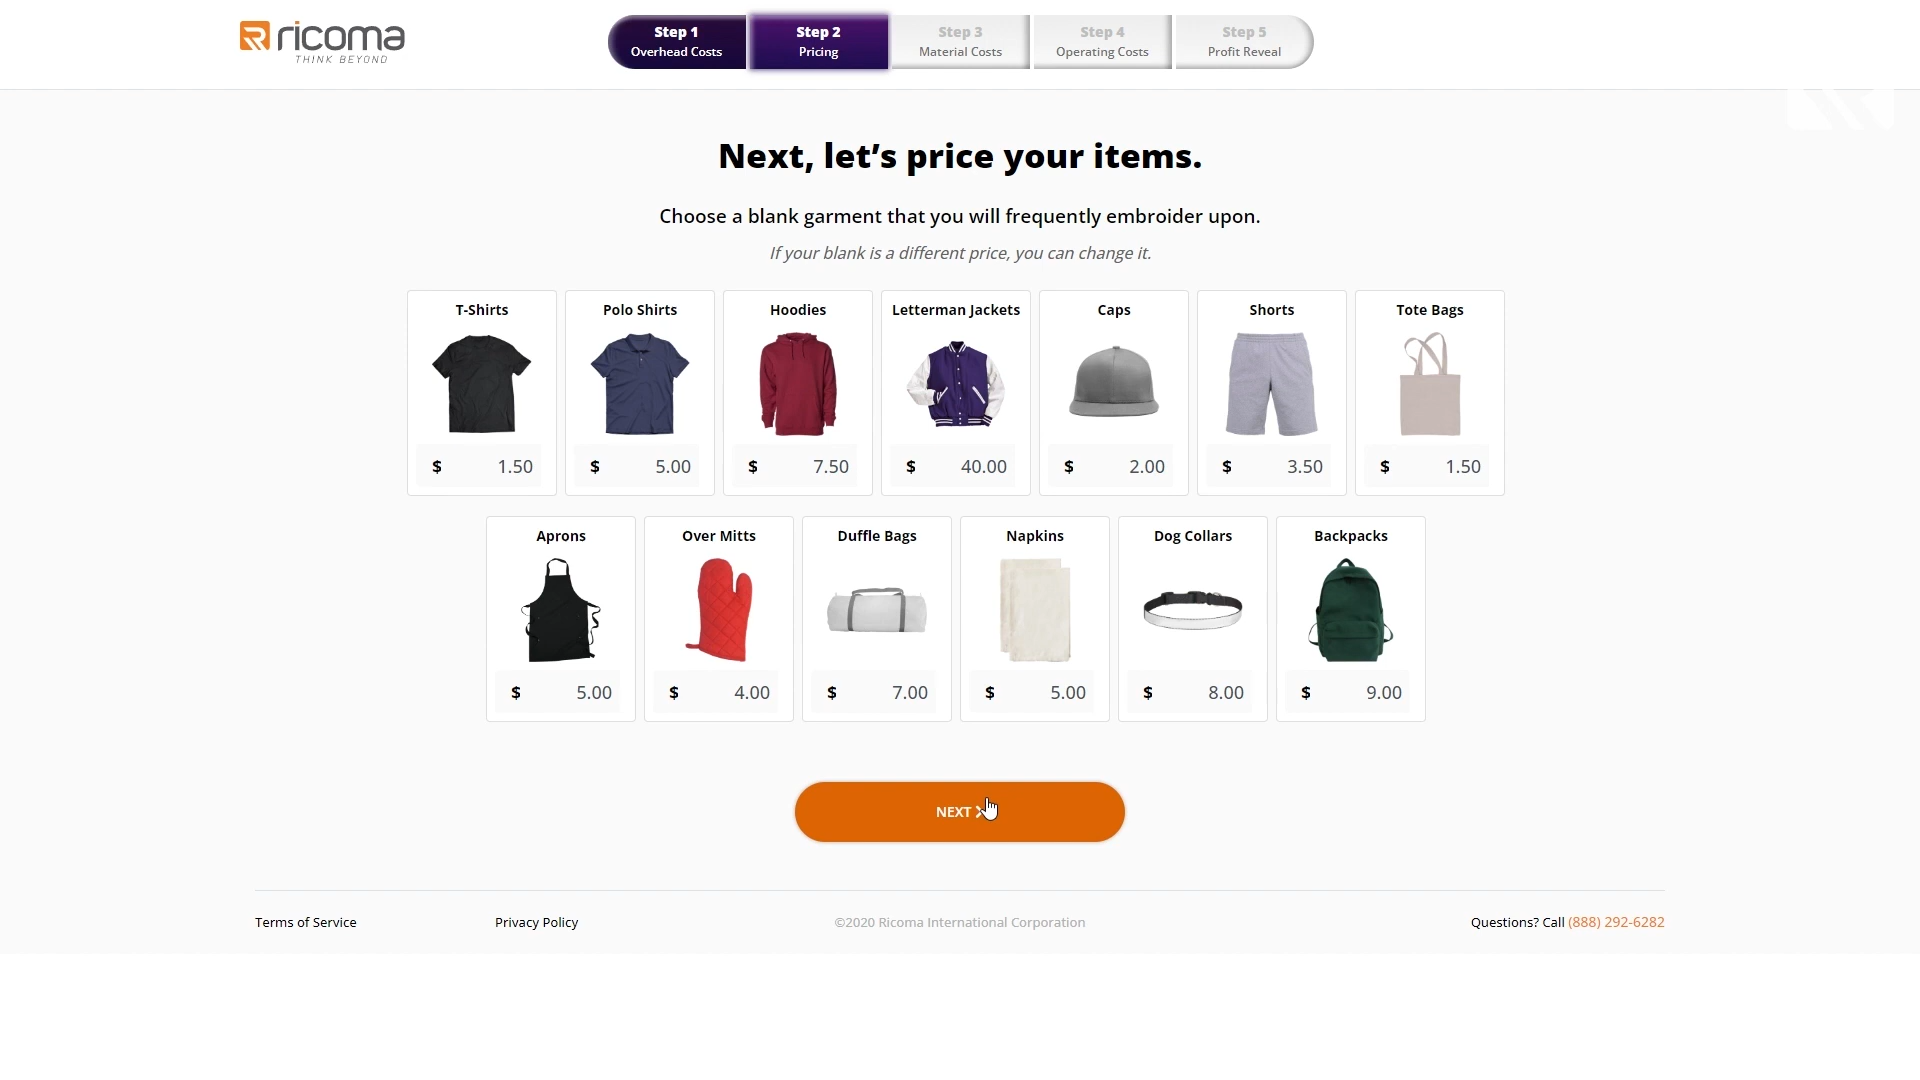 ricoma
THINK BEYOND
Step 1
Overhead Costs
Step 2
Pricing
Step 3
Material Costs
Step 4
Operating Costs
Step 5
Profit Reveal
Next, let's price your items.
Choose a blank garment that you will frequently embroider upon.
If your blank is a different price, you can change it.
T-Shirts
$ 1.50
Polo Shirts
$ 5.00
Hoodies
$ 7.50
Letterman Jackets
$ 40.00
Caps
$ 2.00
Shorts
$ 3.50
Tote Bags
$ 1.50
Aprons
$ 5.00
Over Mitts
$ 4.00
Duffle Bags
$ 7.00
Napkins
$ 5.00
Dog Collars
$ 8.00
Backpacks
$ 9.00
NEXT
Terms of Service
Privacy Policy
©2020 Ricoma International Corporation
Questions? Call (888) 292-6282